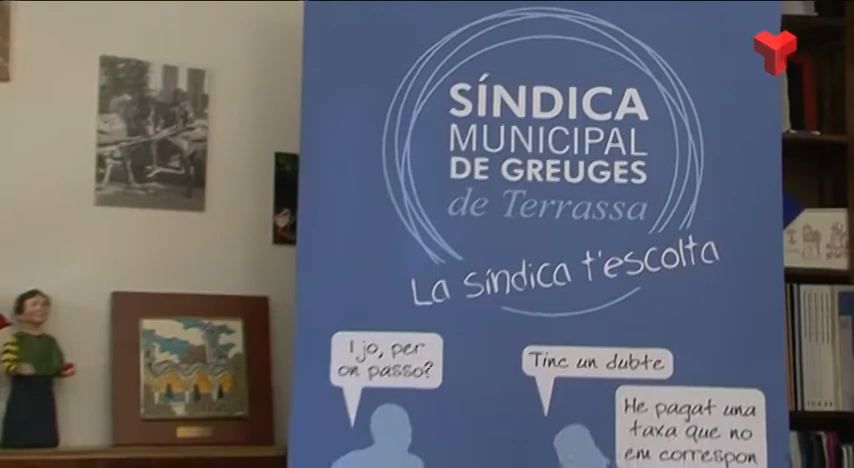 SÍNDICA
MUNICIPAL
DE GREUGES
de Terrassa
La síndica t'escolta
I jo, per
on passo?
Tinc un dubte
He pagat una
taxa que no
em correspon